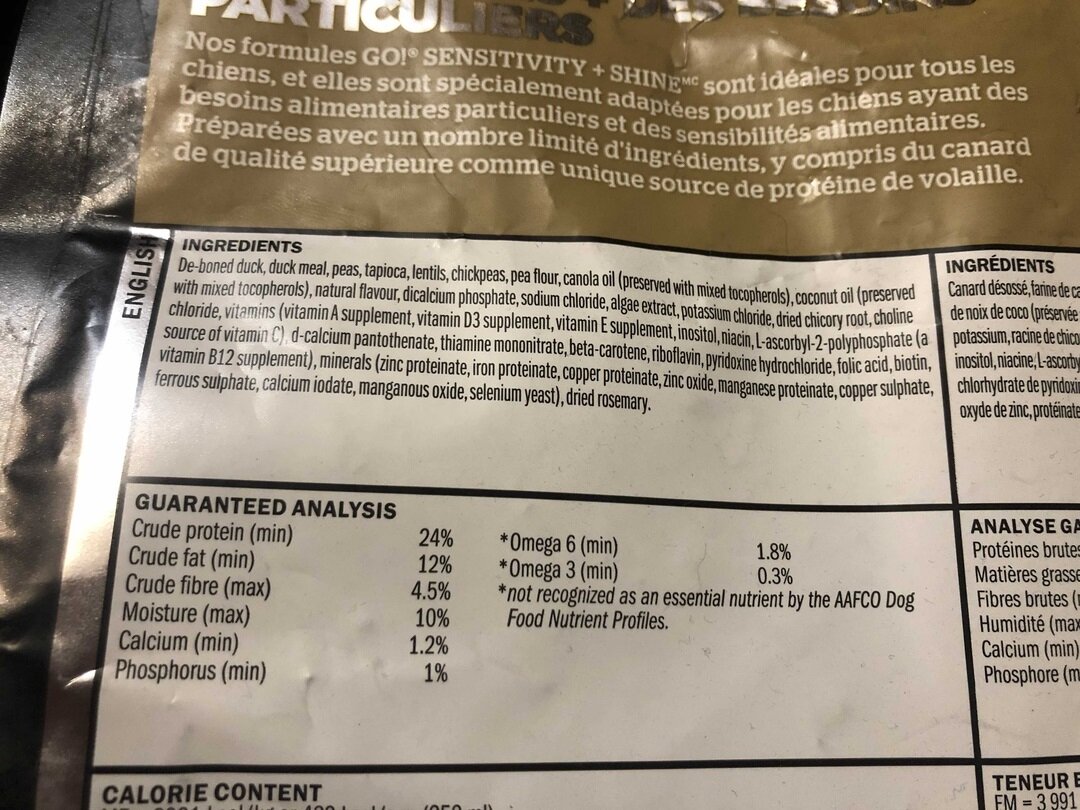 PARTICULIERS + DES BESOINS
Nos formules GO!® SENSITIVITY + SHINEᴹᶜ sont idéales pour tous les
chiens, et elles sont spécialement adaptées pour les chiens ayant des
besoins alimentaires particuliers et des sensibilités alimentaires.
Préparées avec un nombre limité d'ingrédients, y compris du canard
de qualité supérieure comme unique source de protéine de volaille.
ENGLISH
INGREDIENTS
De-boned duck, duck meal, peas, tapioca, lentils, chickpeas, pea flour, canola oil (preserved with mixed tocopherols), coconut oil (preserved
with mixed tocopherols), natural flavour, dicalcium phosphate, sodium chloride, algae extract, potassium chloride, dried chicory root, choline
chloride, vitamins (vitamin A supplement, vitamin D3 supplement, vitamin E supplement, inositol, niacin, L-ascorbyl-2-polyphosphate (a
source of vitamin C), d-calcium pantothenate, thiamine mononitrate, beta-carotene, riboflavin, pyridoxine hydrochloride, folic acid, biotin,
vitamin B12 supplement), minerals (zinc proteinate, iron proteinate, copper proteinate, zinc oxide, manganese proteinate, copper sulphate,
ferrous sulphate, calcium iodate, manganous oxide, selenium yeast), dried rosemary.
INGRÉDIENTS
Canard désossé, farine de
de noix de coco (préservée
potassium, racine de chico
inositol, niacine, L-ascorby
chlorhydrate de pyridoxi
oxyde de zinc, protéinate
GUARANTEED ANALYSIS
Crude protein (min) 24%
Crude fat (min) 12%
Crude fibre (max) 4.5%
Moisture (max) 10%
Calcium (min) 1.2%
Phosphorus (min) 1%
*Omega 6 (min) 1.8%
*Omega 3 (min) 0.3%
*not recognized as an essential nutrient by the AAFCO Dog
Food Nutrient Profiles.
ANALYSE GA
Protéines brutes
Matières grasse
Fibres brutes
Humidité (max
Calcium (min)
Phosphore (m
CALORIE CONTENT
TENEUR E
EM = 3 991